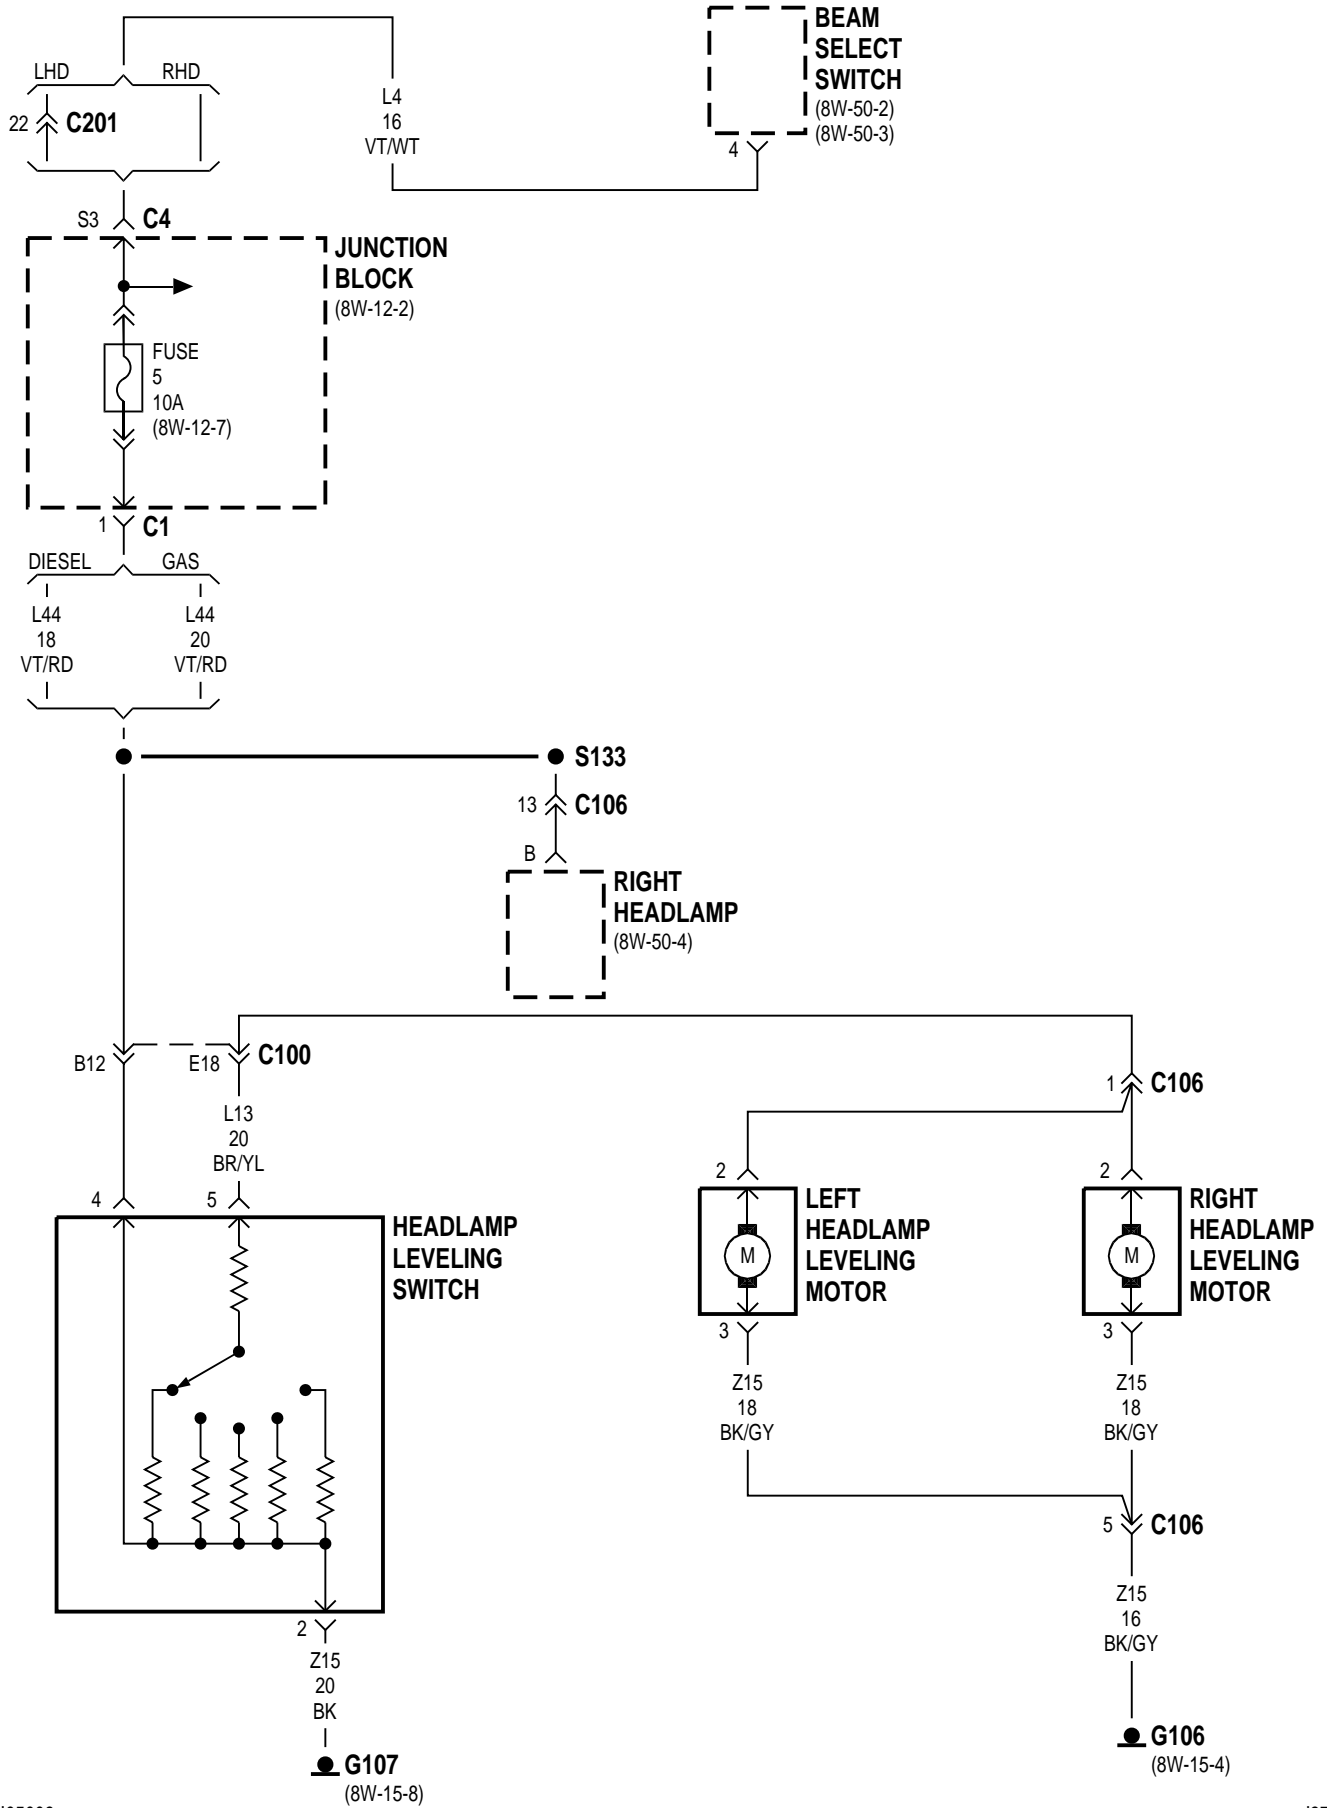 BEAM
SELECT
SWITCH
(8W-50-2)
(8W-50-3)
4
LHD
RHD
22
C201
L4
16
VT/WT
S3
C4
JUNCTION
BLOCK
(8W-12-2)
FUSE
5
10A
(8W-12-7)
1
C1
DIESEL
GAS
L44
18
VT/RD
L44
20
VT/RD
S133
13
C106
B
RIGHT
HEADLAMP
(8W-50-4)
B12
E18
C100
L13
20
BR/YL
1
C106
4
5
HEADLAMP
LEVELING
SWITCH
2
M
LEFT
HEADLAMP
LEVELING
MOTOR
3
2
M
RIGHT
HEADLAMP
LEVELING
MOTOR
3
Z15
18
BK/GY
Z15
18
BK/GY
5
C106
Z15
16
BK/GY
2
Z15
20
BK
G107
(8W-15-8)
G106
(8W-15-4)